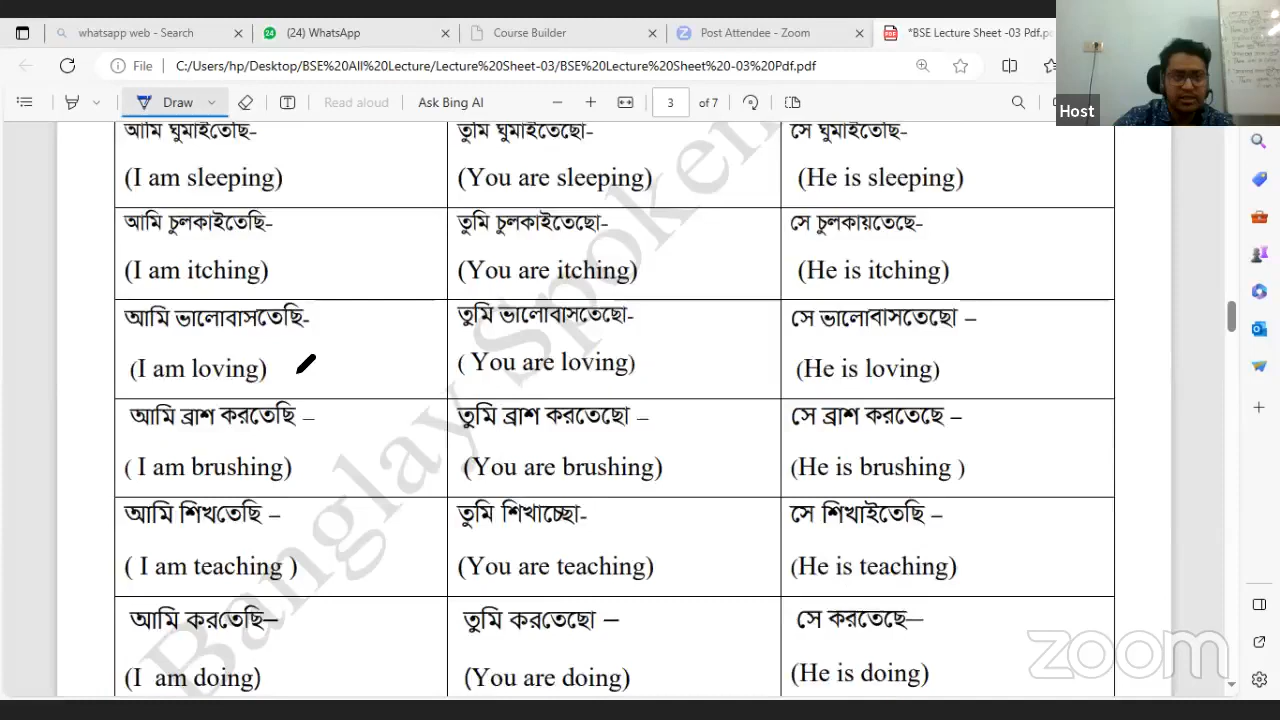 whatsapp web - Search
24
(24) WhatsApp
Course Builder
Post Attendee - Zoom
*BSE Lecture Sheet -03 Pdf.p
File
C:/Users/hp/Desktop/BSE%20All%20Lecture/Lecture%20Sheet-03/BSE%20Lecture%20Sheet%20-03%20Pdf.pdf
Draw
Read aloud
Ask Bing AI
3 of 7
Host
আমি ঘুমাইতেছি-
তুমি ঘুমাইতেছো-
সে ঘুমাইতেছি-
(I am sleeping)
(You are sleeping)
(He is sleeping)
আমি চুলকাইতেছি-
তুমি চুলকাইতেছো-
সে চুলকায়তেছে-
(I am itching)
(You are itching)
(He is itching)
আমি ভালোবাসতেছি-
তুমি ভালোবাসতেছো-
সে ভালোবাসতেছো –
(I am loving)
( You are loving)
(He is loving)
আমি ব্রাশ করতেছি –
তুমি ব্রাশ করতেছো –
সে ব্রাশ করতেছে –
( I am brushing)
(You are brushing)
(He is brushing )
আমি শিখতেছি –
তুমি শিখাচ্ছো-
সে শিখাইতেছি –
( I am teaching )
(You are teaching)
(He is teaching)
আমি করতেছি–
তুমি করতেছো –
সে করতেছে–
(I am doing)
(You are doing)
(He is doing)
Banglay Spoken
zoom